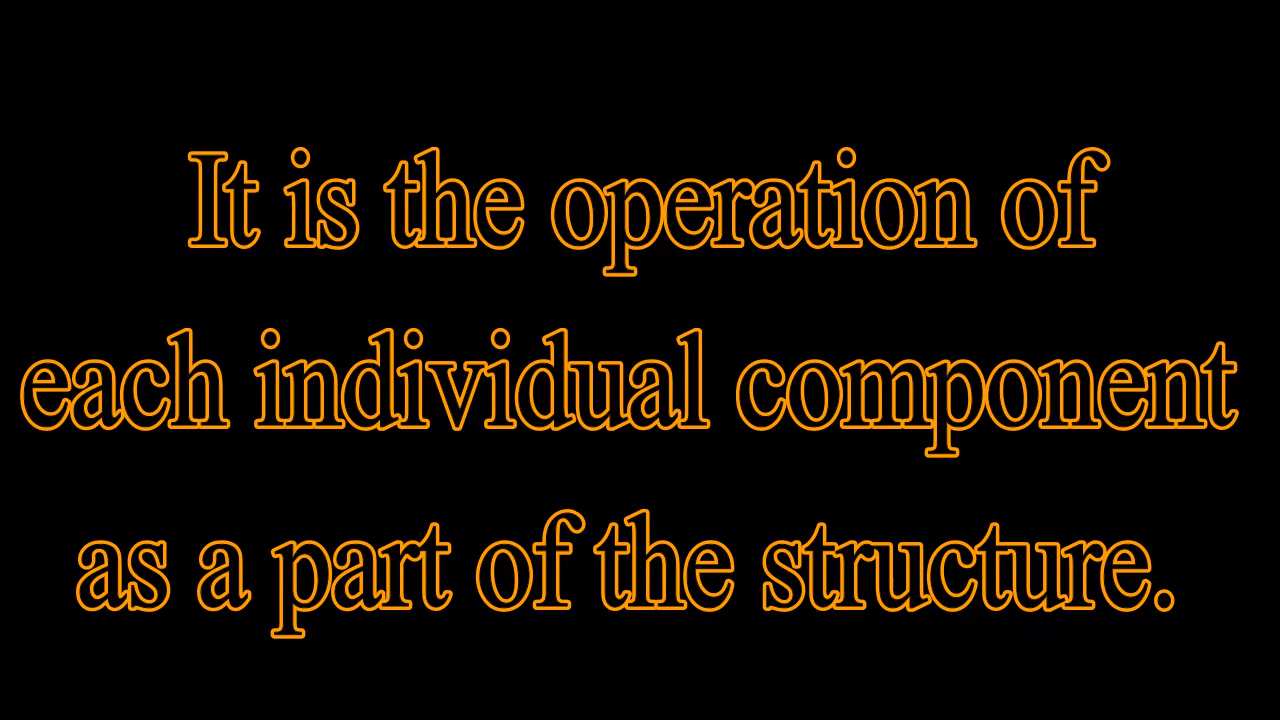 It is the operation of
each individual component
as a part of the structure.